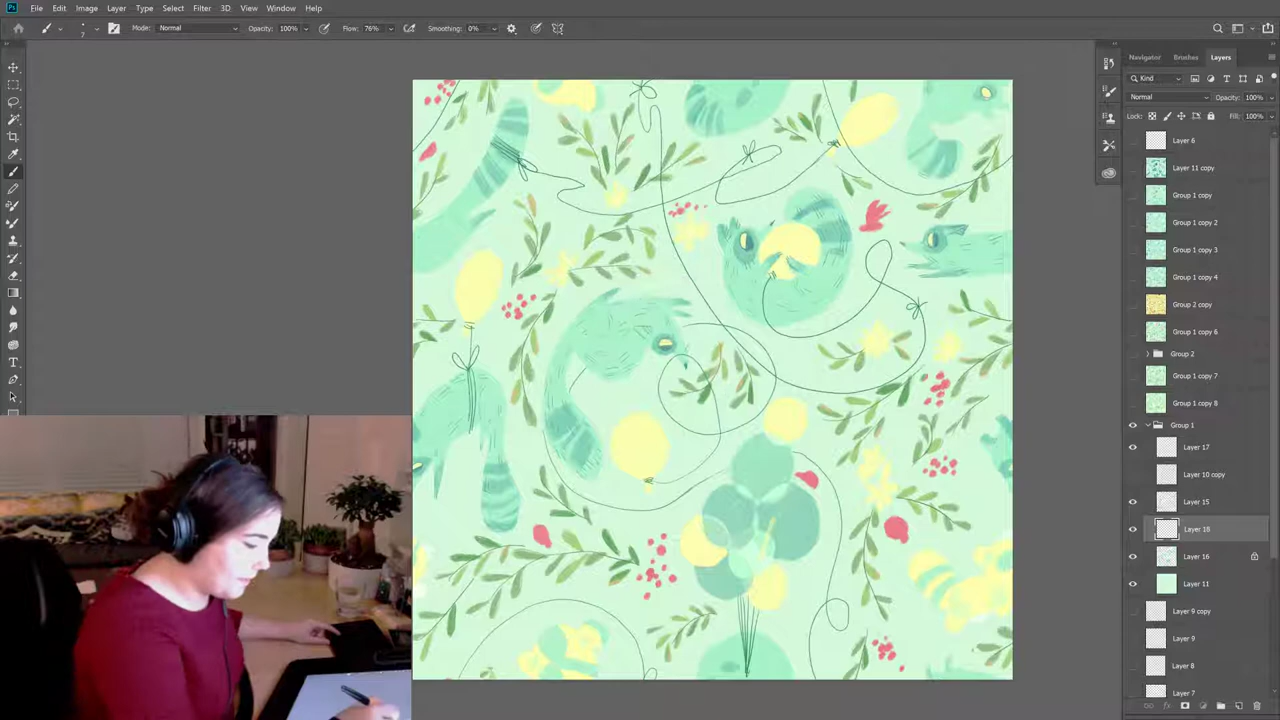 Ps File Edit Image Layer Type Select Filter 3D View Window Help
7 Mode: Normal Opacity: 100% Flow: 76% Smoothing: 0%
Navigator Brushes Layers
Kind
Normal Opacity: 100%
Lock: Fill: 100%
Layer 6
Layer 11 copy
Group 1 copy
Group 1 copy 2
Group 1 copy 3
Group 1 copy 4
Group 2 copy
Group 1 copy 6
Group 2
Group 1 copy 7
Group 1 copy 8
Group 1
Layer 17
Layer 10 copy
Layer 15
Layer 18
Layer 16
Layer 11
Layer 9 copy
Layer 9
Layer 8
Layer 7
fx